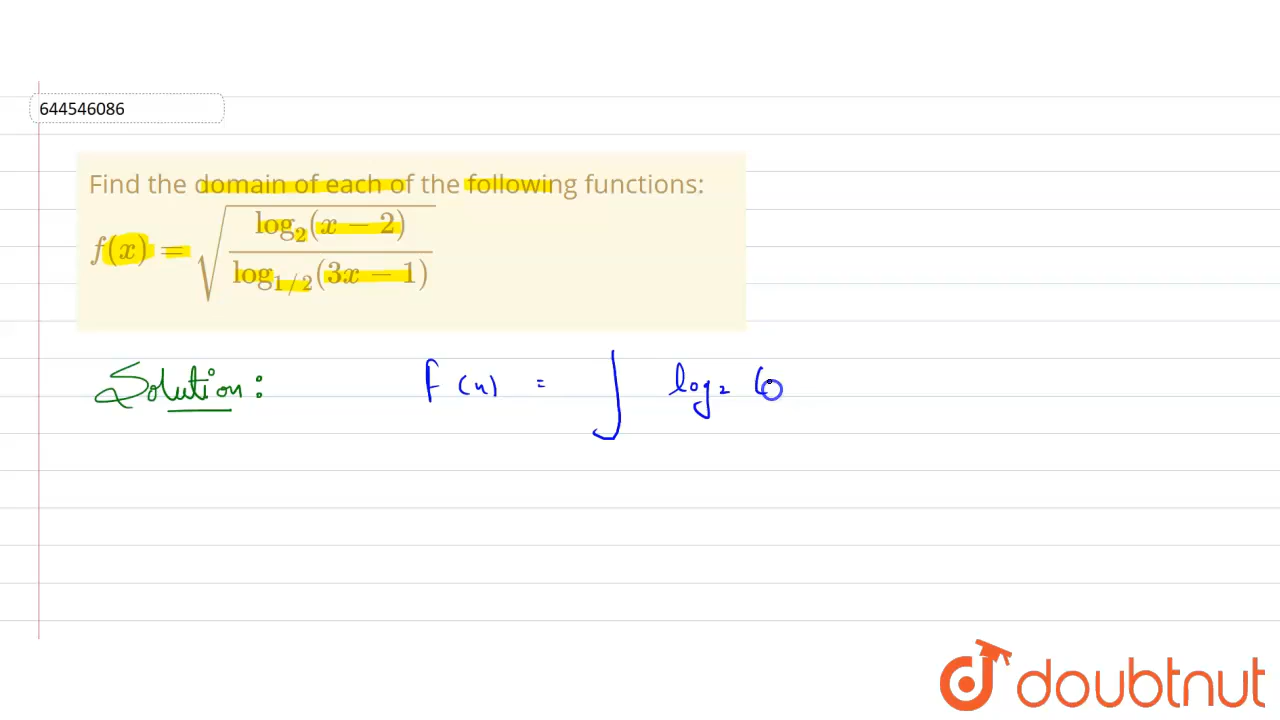 644546086
Find the domain of each of the following functions:
f(x) = √(log₂(x − 2) / log₁/₂(3x − 1))
Solution: f(x) = √ log₂ (
doubtnut